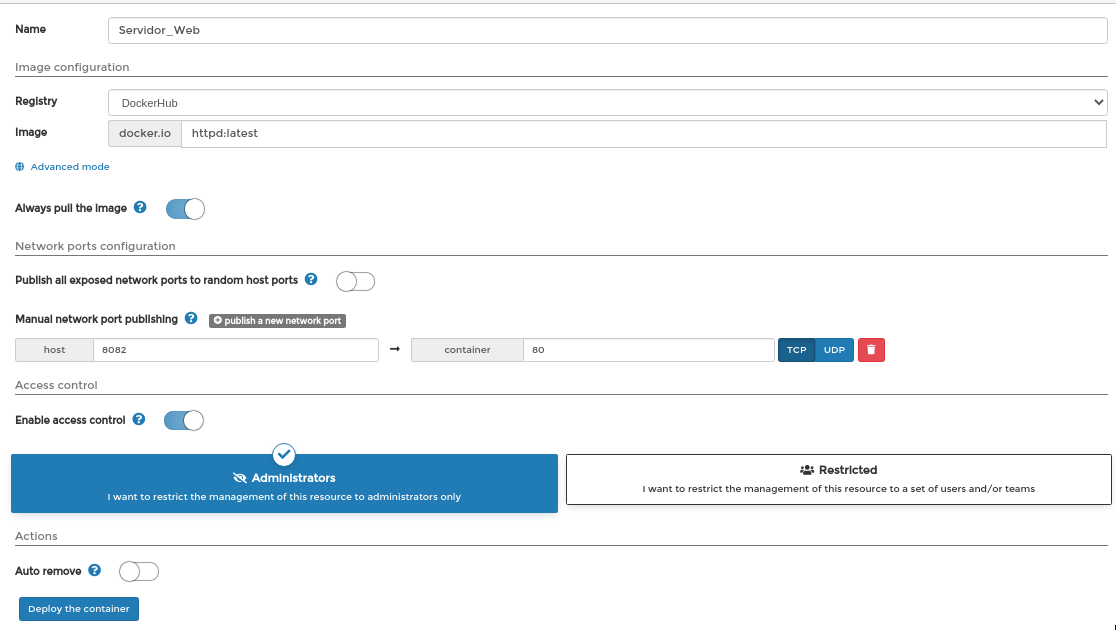 Name Servidor_Web
Image configuration
Registry DockerHub
Image docker.io httpd:latest
Advanced mode
Always pull the image
Network ports configuration
Publish all exposed network ports to random host ports
Manual network port publishing publish a new network port
host 8082 → container 80 TCP UDP
Access control
Enable access control
Administrators
I want to restrict the management of this resource to administrators only
Restricted
I want to restrict the management of this resource to a set of users and/or teams
Actions
Auto remove
Deploy the container